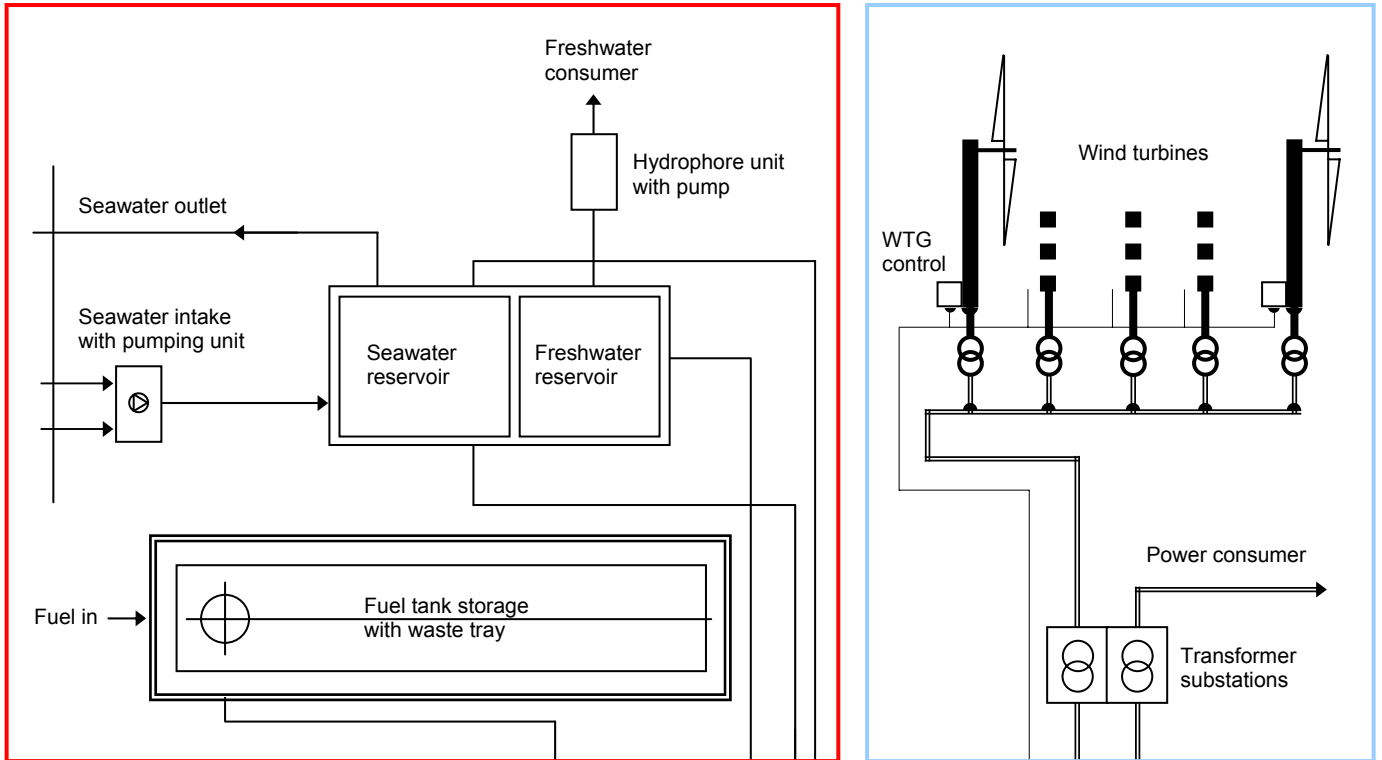 Freshwater
consumer
Hydrophore unit
with pump
Seawater outlet
Seawater intake
with pumping unit
Seawater
reservoir
Freshwater
reservoir
Fuel in
Fuel tank storage
with waste tray
Wind turbines
WTG
control
Power consumer
Transformer
substations